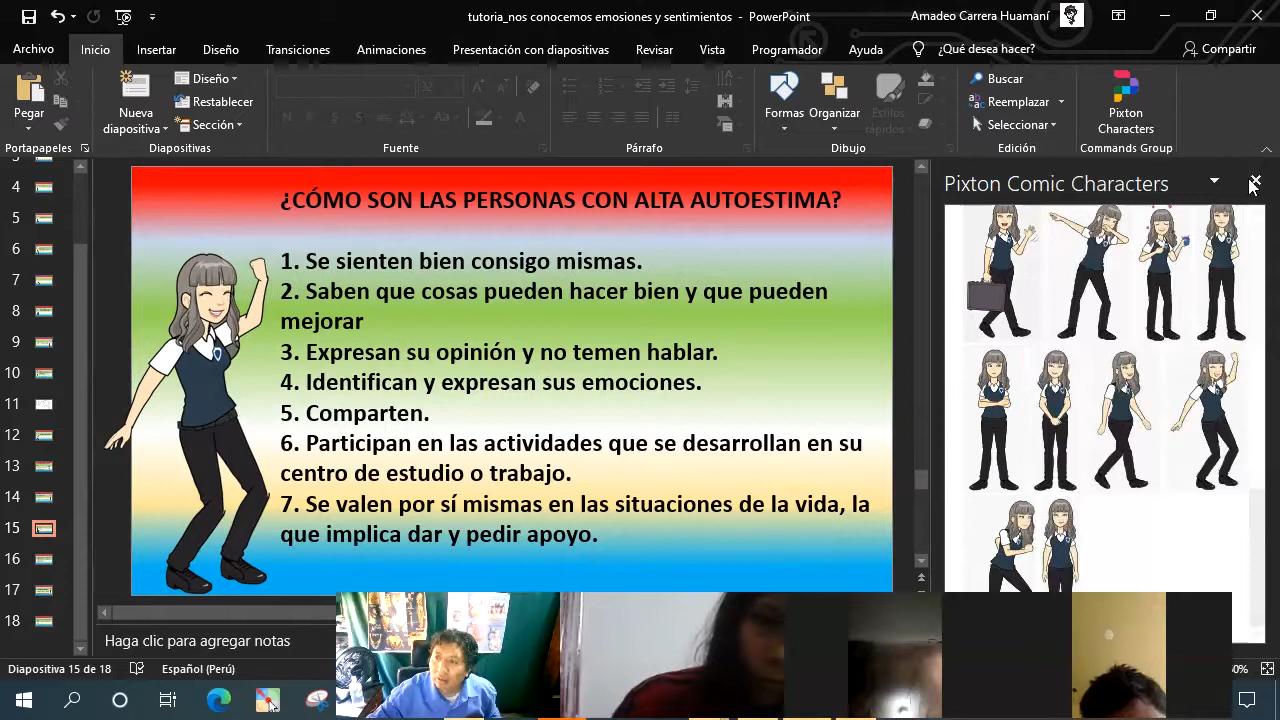 tutoria_nos conocemos emosiones y sentimientos - PowerPoint
Amadeo Carrera Huamaní
Archivo Inicio Insertar Diseño Transiciones Animaciones Presentación con diapositivas Revisar Vista Programador Ayuda ¿Qué desea hacer? Compartir
Pegar
Nueva diapositiva
Diseño
Restablecer
Sección
Formas
Organizar
Estilos rápidos
Buscar
Reemplazar
Seleccionar
Pixton Characters
Portapapeles Diapositivas Fuente Párrafo Dibujo Edición Commands Group
¿CÓMO SON LAS PERSONAS CON ALTA AUTOESTIMA?
1. Se sienten bien consigo mismas.
2. Saben que cosas pueden hacer bien y que pueden
mejorar
3. Expresan su opinión y no temen hablar.
4. Identifican y expresan sus emociones.
5. Comparten.
6. Participan en las actividades que se desarrollan en su
centro de estudio o trabajo.
7. Se valen por sí mismas en las situaciones de la vida, la
que implica dar y pedir apoyo.
Pixton Comic Characters
4
5
6
7
8
9
10
11
12
13
14
15
16
17
18
Haga clic para agregar notas
Diapositiva 15 de 18 Español (Perú)